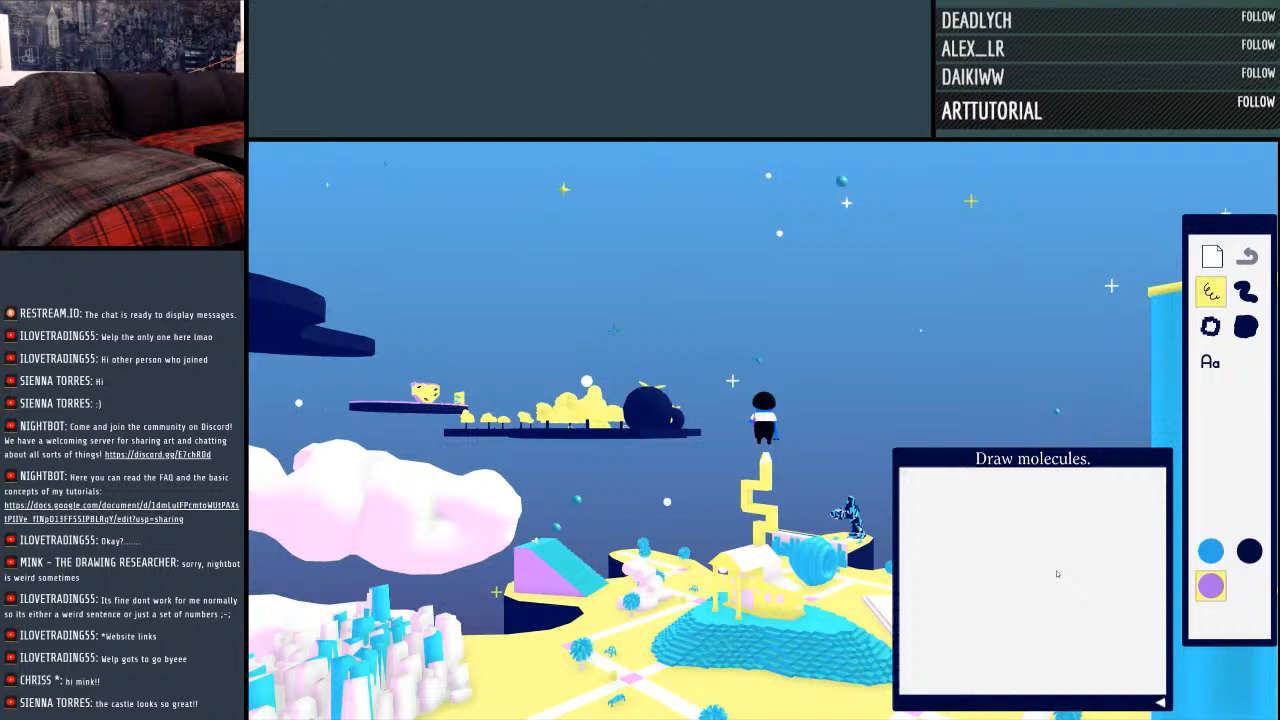 DEADLYCH FOLLOW
ALEX_LR FOLLOW
DAIKIWW FOLLOW
ARTTUTORIAL FOLLOW
RESTREAM.IO: The chat is ready to display messages.
ILOVETRADING55: Welp the only one here lmao
ILOVETRADING55: Hi other person who joined
SIENNA TORRES: Hi
SIENNA TORRES: :)
NIGHTBOT: Come and join the community on Discord!
We have a welcoming server for sharing art and chatting
about all sorts of things! https://discord.gg/E7chRDd
NIGHTBOT: Here you can read the FAQ and the basic
concepts of my tutorials:
ILOVETRADING55: Okay?......
MINK - THE DRAWING RESEARCHER: sorry, nightbot
is weird sometimes
ILOVETRADING55: Its fine dont work for me normally
so its either a weird sentence or just a set of numbers ;-;
ILOVETRADING55: *Website links
ILOVETRADING55: Welp gots to go byeee
CHRISS *: hi mink!!
SIENNA TORRES: the castle looks so great!!
Draw molecules.
Aa